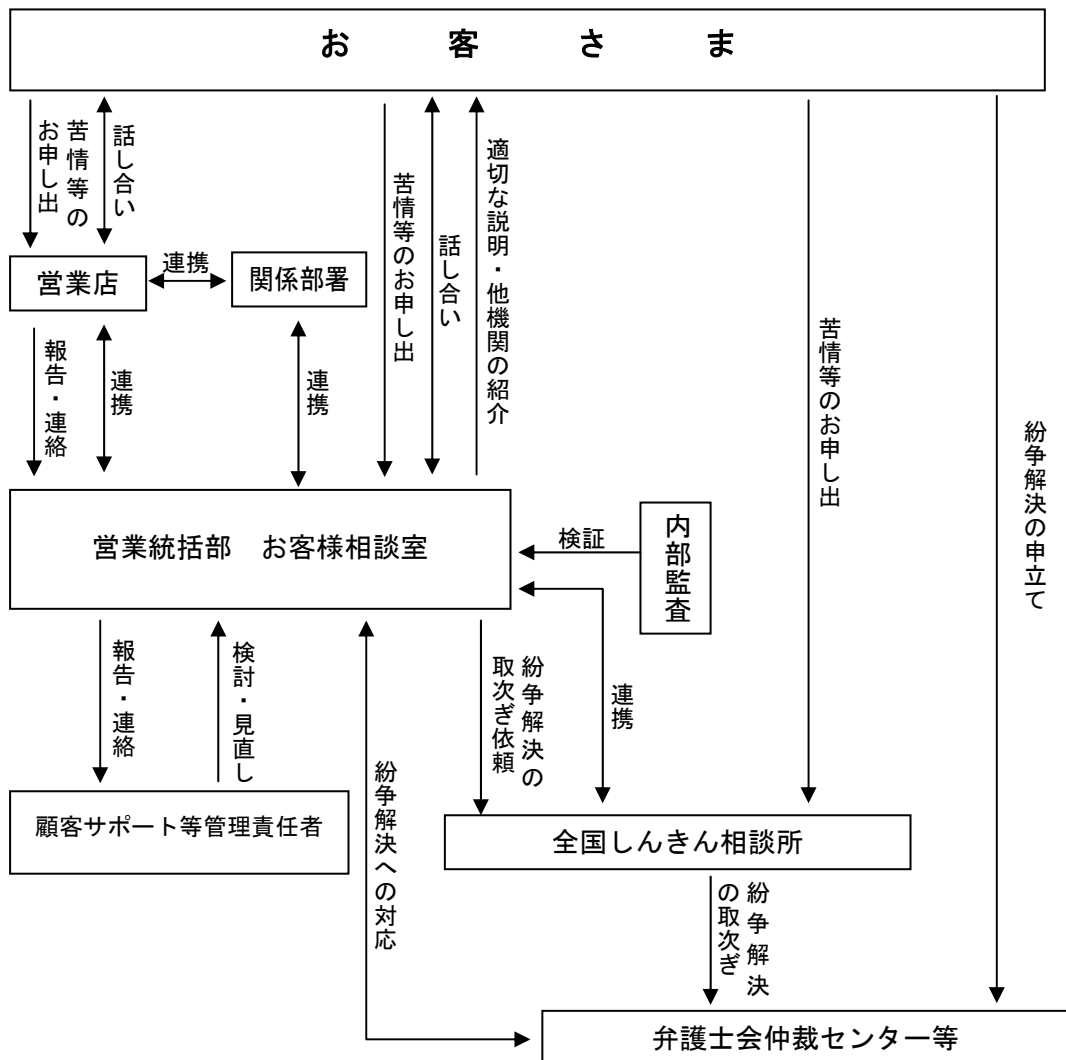 お客さま
苦情等の
お申し出
話し合い
苦情等のお申し出
話し合い
適切な説明・他機関の紹介
苦情等のお申し出
紛争解決の申立て
営業店
連携
関係部署
報告・連絡
連携
連携
営業統括部　お客様相談室
検証
内部監査
報告・連絡
検討・見直し
紛争解決への対応
紛争解決の
取次ぎ依頼
連携
顧客サポート等管理責任者
全国しんきん相談所
紛争解決
の取次ぎ
弁護士会仲裁センター等